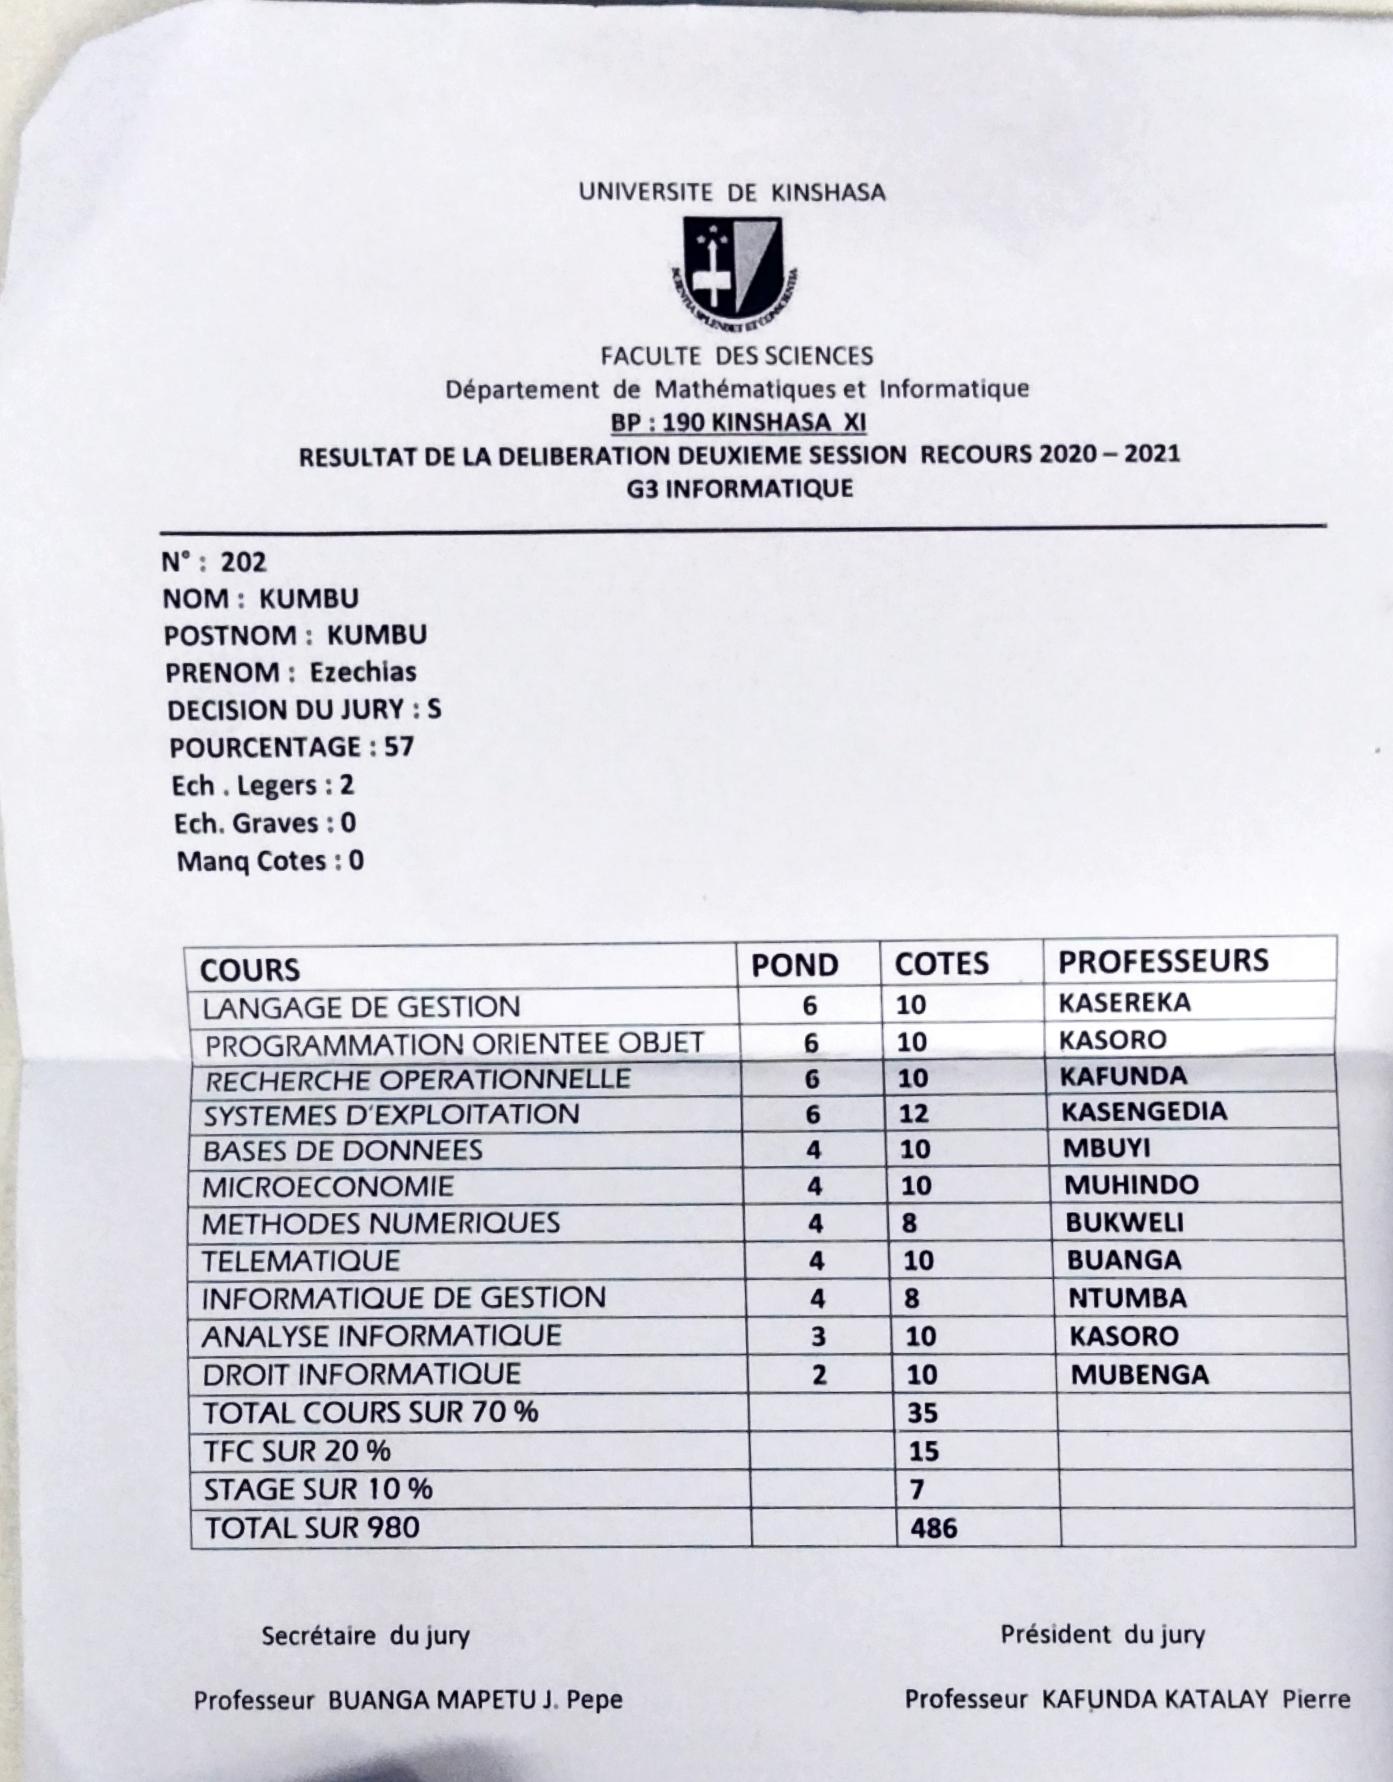 UNIVERSITE DE KINSHASA
SCIENTIA SPLENDET ET CONSCIENTIA
FACULTE DES SCIENCES
Département de Mathématiques et Informatique
BP : 190 KINSHASA XI
RESULTAT DE LA DELIBERATION DEUXIEME SESSION RECOURS 2020 – 2021
G3 INFORMATIQUE
N° : 202
NOM : KUMBU
POSTNOM : KUMBU
PRENOM : Ezechias
DECISION DU JURY : S
POURCENTAGE : 57
Ech . Legers : 2
Ech. Graves : 0
Manq Cotes : 0
COURS POND COTES PROFESSEURS
LANGAGE DE GESTION 6 10 KASEREKA
PROGRAMMATION ORIENTEE OBJET 6 10 KASORO
RECHERCHE OPERATIONNELLE 6 10 KAFUNDA
SYSTEMES D'EXPLOITATION 6 12 KASENGEDIA
BASES DE DONNEES 4 10 MBUYI
MICROECONOMIE 4 10 MUHINDO
METHODES NUMERIQUES 4 8 BUKWELI
TELEMATIQUE 4 10 BUANGA
INFORMATIQUE DE GESTION 4 8 NTUMBA
ANALYSE INFORMATIQUE 3 10 KASORO
DROIT INFORMATIQUE 2 10 MUBENGA
TOTAL COURS SUR 70 % 35
TFC SUR 20 % 15
STAGE SUR 10 % 7
TOTAL SUR 980 486
Secrétaire du jury Président du jury
Professeur BUANGA MAPETU J. Pepe Professeur KAFUNDA KATALAY Pierre